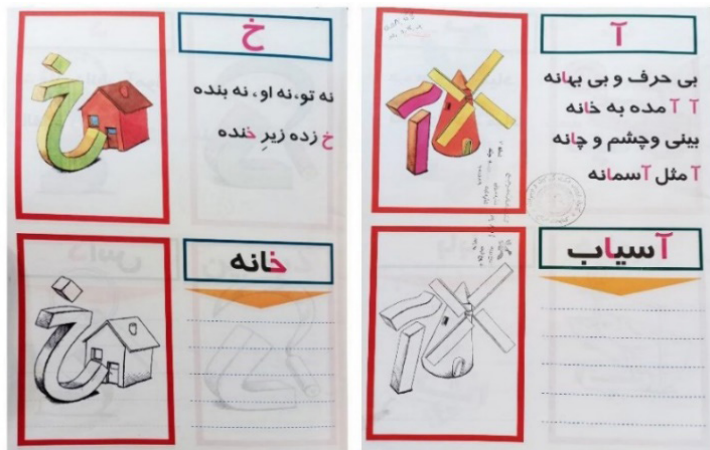 آ
بی حرف و بی بهانه
آ آمده به خانه
بینی وچشم و چانه
آ مثل آسمانه
آسیاب
خ
نه تو،نه او، نه بنده
خ زده زیرِ خنده
خانه